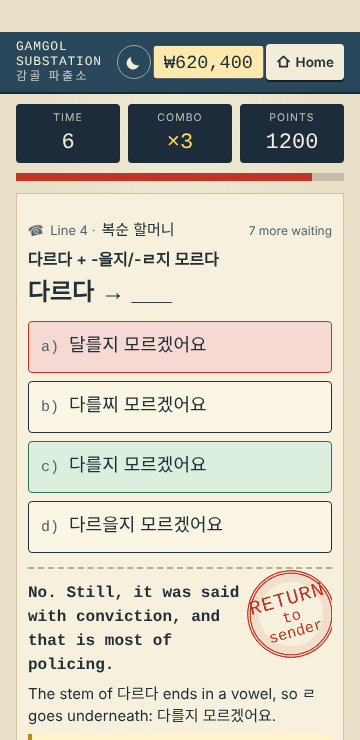 GAMGOL
SUBSTATION
감골 파출소
₩620,400
Home
TIME
6
COMBO
×3
POINTS
1200
☎ Line 4 · 복순 할머니
7 more waiting
다르다 + -을지/-ㄹ지 모르다
다르다 → ___
a) 달를지 모르겠어요
b) 다를찌 모르겠어요
c) 다를지 모르겠어요
d) 다르을지 모르겠어요
No. Still, it was said
with conviction, and
that is most of
policing.
RETURN
to
sender
The stem of 다르다 ends in a vowel, so ㄹ
goes underneath: 다를지 모르겠어요.